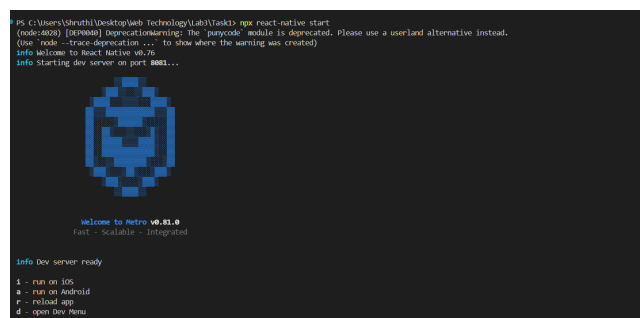 PS C:\Users\Shruthi\Desktop\Web Technology\Lab3\Task1> npx react-native start
(node:4028) [DEP0040] DeprecationWarning: The `punycode` module is deprecated. Please use a userland alternative instead.
(Use `node --trace-deprecation ...` to show where the warning was created)
info Welcome to React Native v0.76
info Starting dev server on port 8081...
Welcome to Metro v0.81.0
Fast - Scalable - Integrated
info Dev server ready
i - run on iOS
a - run on Android
r - reload app
d - open Dev Menu